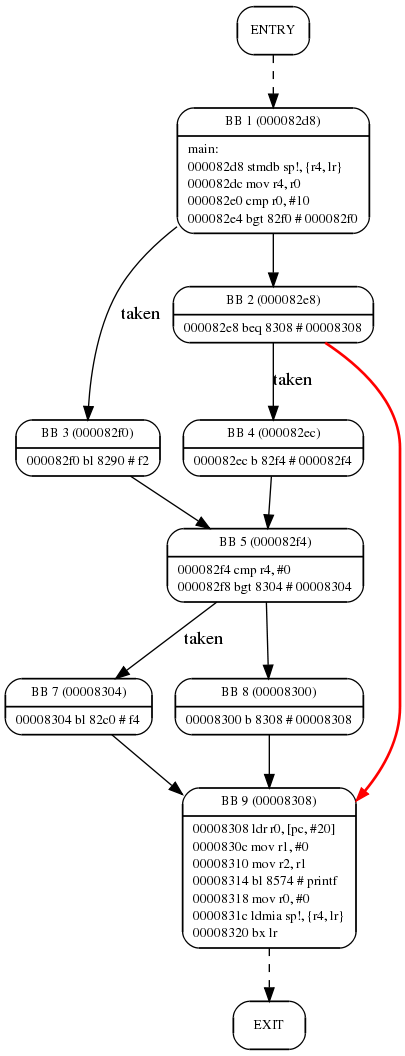 ENTRY
BB 1 (000082d8)
main:
000082d8 stmdb sp!, {r4, lr}
000082dc mov r4, r0
000082e0 cmp r0, #10
000082e4 bgt 82f0 # 000082f0
taken
BB 2 (000082e8)
000082e8 beq 8308 # 00008308
taken
BB 3 (000082f0)
000082f0 bl 8290 # f2
BB 4 (000082ec)
000082ec b 82f4 # 000082f4
BB 5 (000082f4)
000082f4 cmp r4, #0
000082f8 bgt 8304 # 00008304
taken
BB 7 (00008304)
00008304 bl 82c0 # f4
BB 8 (00008300)
00008300 b 8308 # 00008308
BB 9 (00008308)
00008308 ldr r0, [pc, #20]
0000830c mov r1, #0
00008310 mov r2, r1
00008314 bl 8574 # printf
00008318 mov r0, #0
0000831c ldmia sp!, {r4, lr}
00008320 bx lr
EXIT